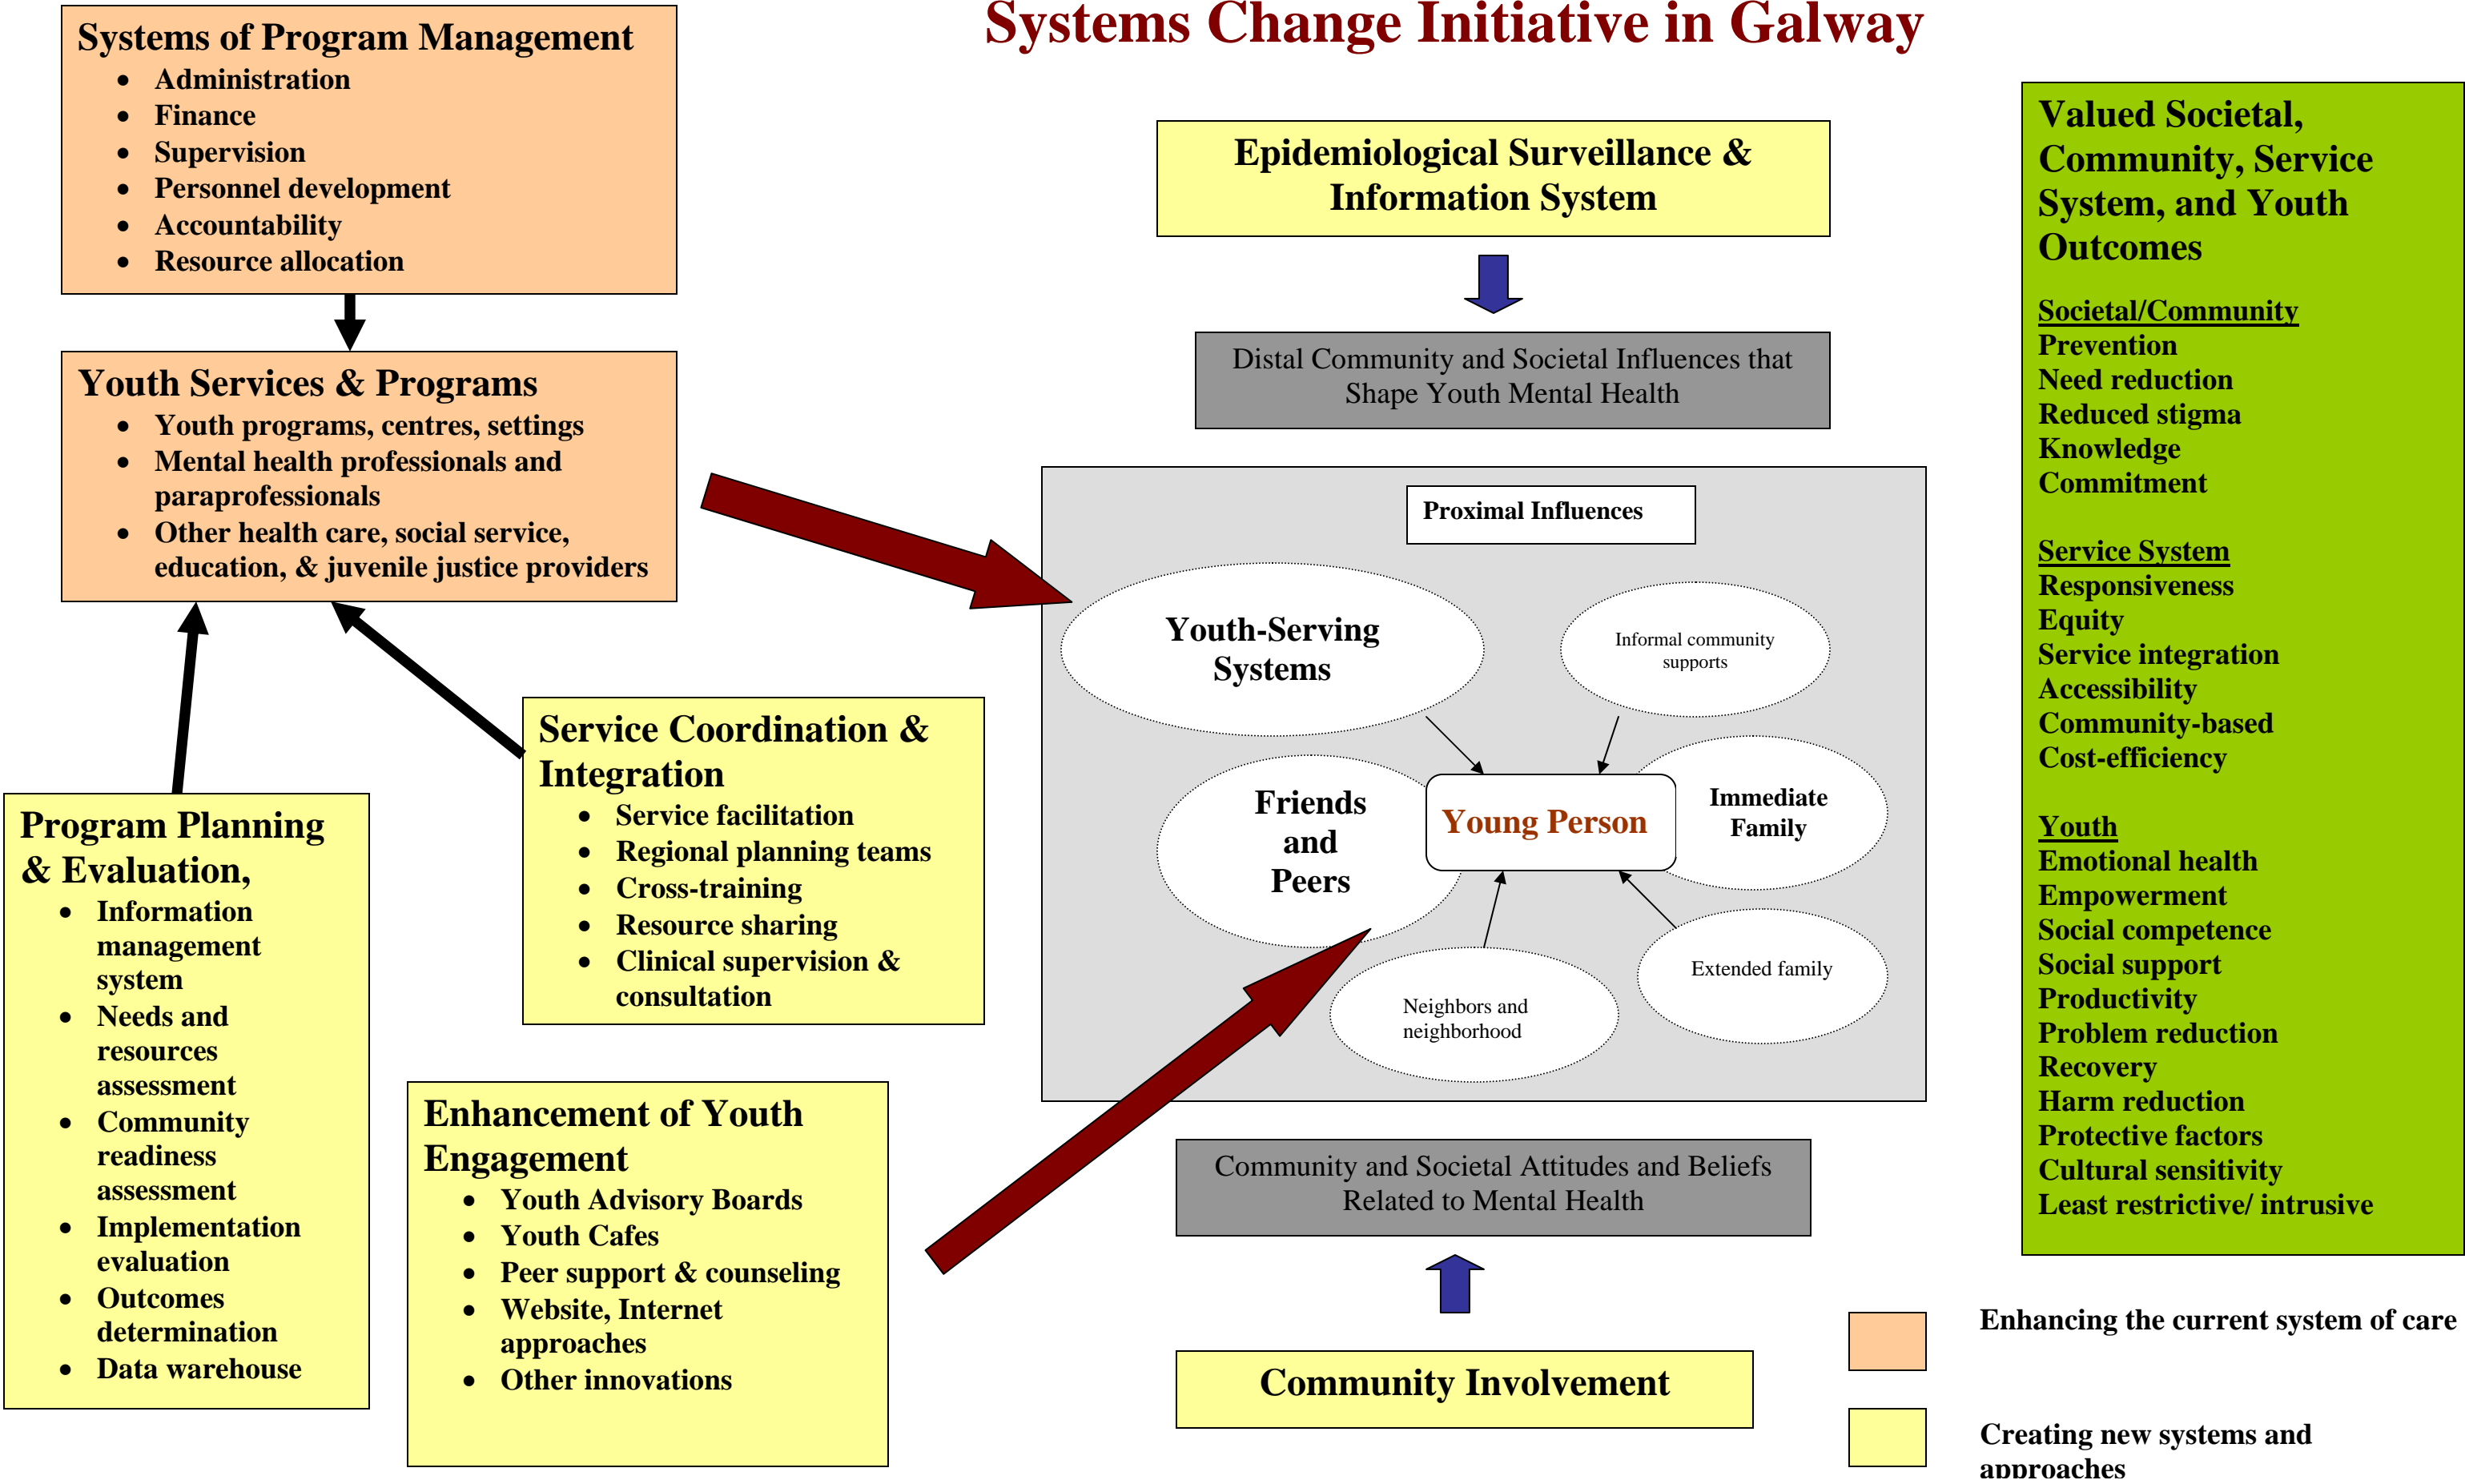 Systems Change Initiative in Galway
Systems of Program Management
• Administration
• Finance
• Supervision
• Personnel development
• Accountability
• Resource allocation
Youth Services & Programs
• Youth programs, centres, settings
• Mental health professionals and
paraprofessionals
• Other health care, social service,
education, & juvenile justice providers
Program Planning
& Evaluation,
• Information
management
system
• Needs and
resources
assessment
• Community
readiness
assessment
• Implementation
evaluation
• Outcomes
determination
• Data warehouse
Service Coordination &
Integration
• Service facilitation
• Regional planning teams
• Cross-training
• Resource sharing
• Clinical supervision &
consultation
Enhancement of Youth
Engagement
• Youth Advisory Boards
• Youth Cafes
• Peer support & counseling
• Website, Internet
approaches
• Other innovations
Epidemiological Surveillance &
Information System
Distal Community and Societal Influences that
Shape Youth Mental Health
Proximal Influences
Youth-Serving
Systems
Informal community
supports
Friends
and
Peers
Young Person
Immediate
Family
Neighbors and
neighborhood
Extended family
Community and Societal Attitudes and Beliefs
Related to Mental Health
Community Involvement
Valued Societal,
Community, Service
System, and Youth
Outcomes
Societal/Community
Prevention
Need reduction
Reduced stigma
Knowledge
Commitment
Service System
Responsiveness
Equity
Service integration
Accessibility
Community-based
Cost-efficiency
Youth
Emotional health
Empowerment
Social competence
Social support
Productivity
Problem reduction
Recovery
Harm reduction
Protective factors
Cultural sensitivity
Least restrictive/ intrusive
Enhancing the current system of care
Creating new systems and
approaches